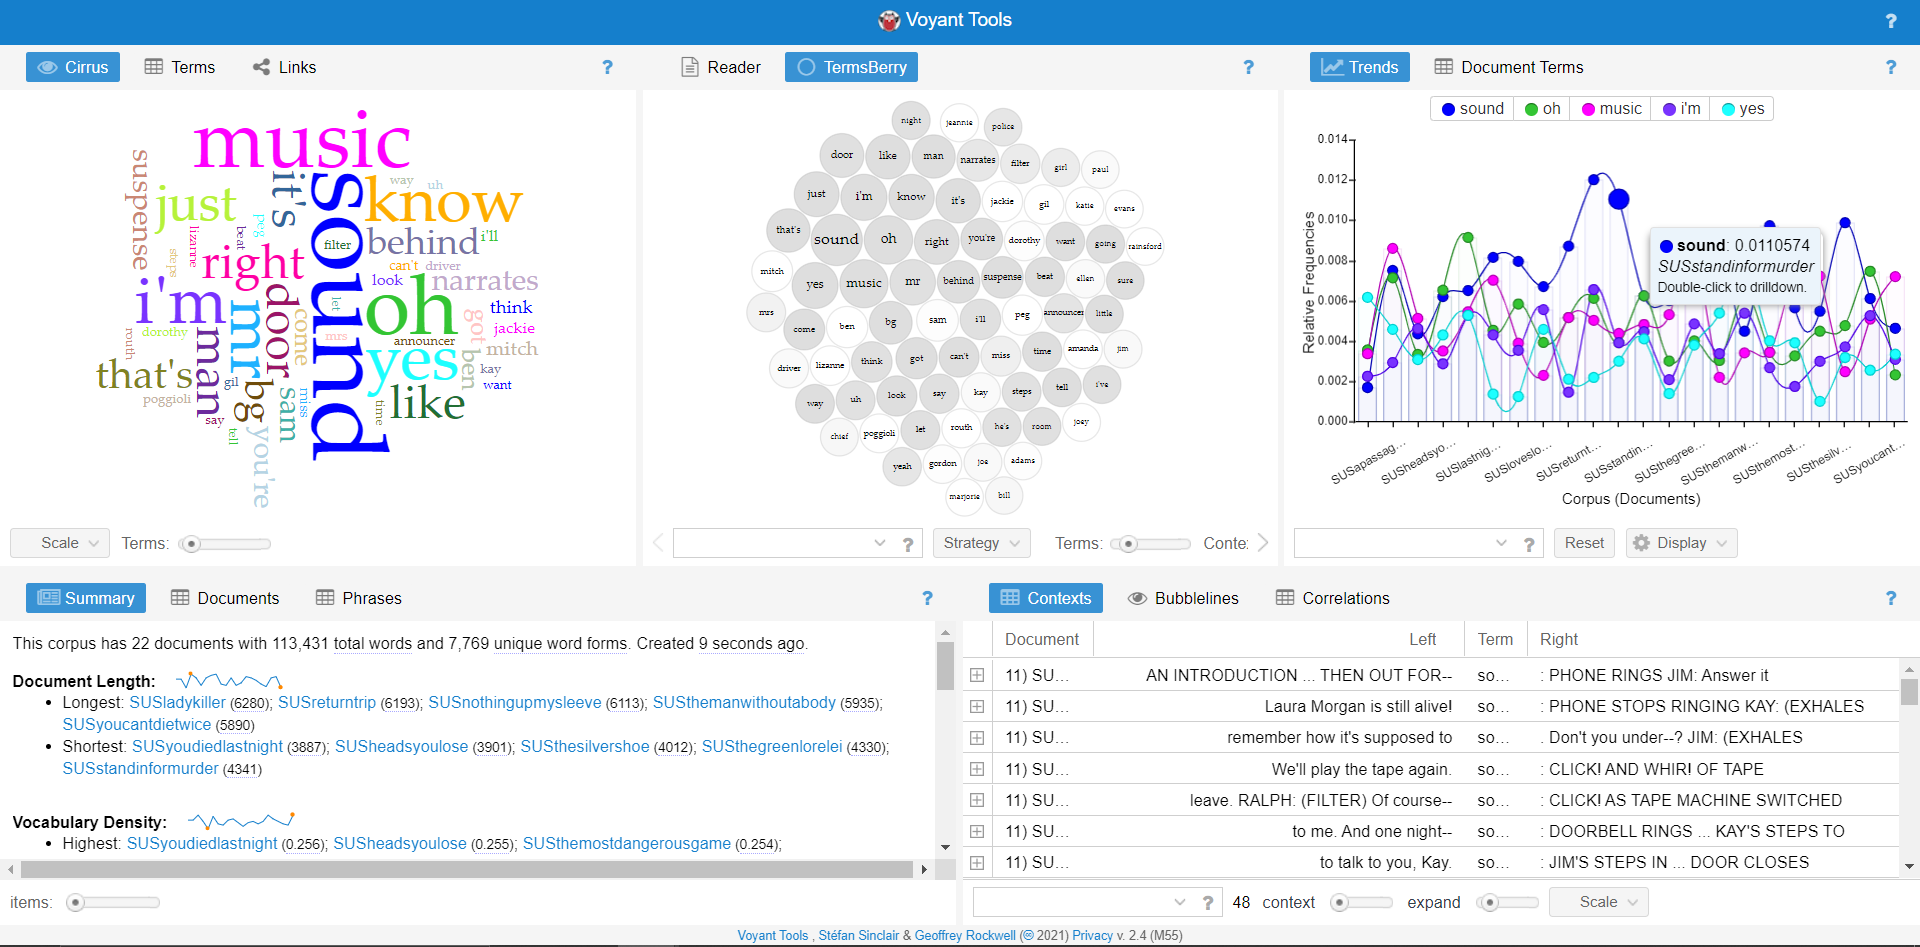 Voyant Tools
?
Cirrus Terms Links ?
Reader TermsBerry ?
Trends Document Terms ?
music
sound
know
way uh
it's
just
suspense
peg
beat
lizanne
steps
filter
behind i'll
right
can't driver
look narrates
i'm
door
mr
let
oh
think
got jackie
come
dorothy
mrs
announcer
routh
man
mitch
yes
ben
that's
gil
bg
sam
kay
want
poggioli
miss
time
like
say
tell
you're
night jeannie police
door like man narrates filter girl paul
just i'm know it's jackie gil katie evans
that's sound oh right you're dorothy want going rainsford
mitch yes music mr behind suspense beat ellen sure
mrs come ben bg sam i'll peg announcer little
driver lizanne think got can't miss time amanda jim
way uh look say kay steps tell i've
chief poggioli let routh he's room joey
yeah gordon joe adams
marjorie bill
sound oh music i'm yes
0.014
0.012
0.010
0.008
0.006
0.004
0.002
0.000
Relative Frequencies
sound: 0.0110574
SUSstandinformurder
Double-click to drilldown.
SUSapassag... SUSheadsyo... SUSlastnig... SUSloveslo... SUSreturnt... SUSstandin... SUSthegree... SUSthemanw... SUSthemost... SUSthesilv... SUSyoucant...
Corpus (Documents)
Scale Terms:
? Strategy Terms: Conte:
? Reset Display
Summary Documents Phrases ?
This corpus has 22 documents with 113,431 total words and 7,769 unique word forms. Created 9 seconds ago.
Document Length:
• Longest: SUSladykiller (6280); SUSreturntrip (6193); SUSnothingupmysleeve (6113); SUSthemanwithoutabody (5935);
SUSyoucantdietwice (5890)
• Shortest: SUSyoudiedlastnight (3887); SUSheadsyoulose (3901); SUSthesilvershoe (4012); SUSthegreenlorelei (4330);
SUSstandinformurder (4341)
Vocabulary Density:
• Highest: SUSyoudiedlastnight (0.256); SUSheadsyoulose (0.255); SUSthemostdangerousgame (0.254);
items:
Contexts Bubblelines Correlations ?
Document Left Term Right
11) SU... AN INTRODUCTION ... THEN OUT FOR-- so... : PHONE RINGS JIM: Answer it
11) SU... Laura Morgan is still alive! so... : PHONE STOPS RINGING KAY: (EXHALES
11) SU... remember how it's supposed to so... : Don't you under--? JIM: (EXHALES
11) SU... We'll play the tape again. so... : CLICK! AND WHIR! OF TAPE
11) SU... leave. RALPH: (FILTER) Of course-- so... : CLICK! AS TAPE MACHINE SWITCHED
11) SU... to me. And one night-- so... : DOORBELL RINGS ... KAY'S STEPS TO
11) SU... to talk to you, Kay. so... : JIM'S STEPS IN ... DOOR CLOSES
? 48 context expand Scale
Voyant Tools , Stéfan Sinclair & Geoffrey Rockwell (♾ 2021) Privacy v. 2.4 (M55)